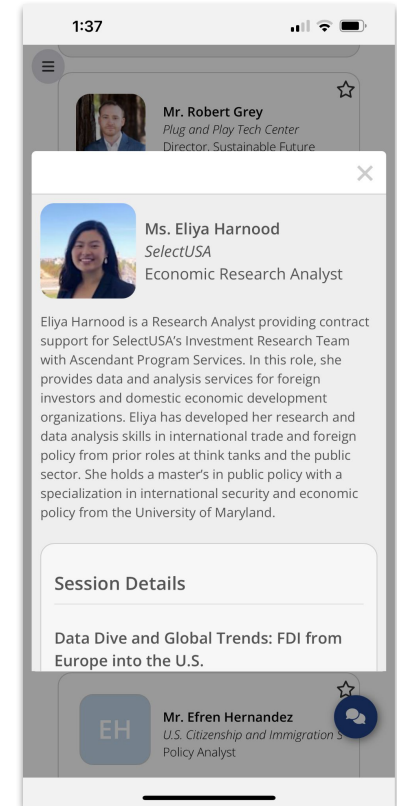 1:37
Mr. Robert Grey
Plug and Play Tech Center
Director, Sustainable Future
Ms. Eliya Harnood
SelectUSA
Economic Research Analyst
Eliya Harnood is a Research Analyst providing contract
support for SelectUSA’s Investment Research Team
with Ascendant Program Services. In this role, she
provides data and analysis services for foreign
investors and domestic economic development
organizations. Eliya has developed her research and
data analysis skills in international trade and foreign
policy from prior roles at think tanks and the public
sector. She holds a master’s in public policy with a
specialization in international security and economic
policy from the University of Maryland.
Session Details
Data Dive and Global Trends: FDI from
Europe into the U.S.
EH
Mr. Efren Hernandez
U.S. Citizenship and Immigration S
Policy Analyst